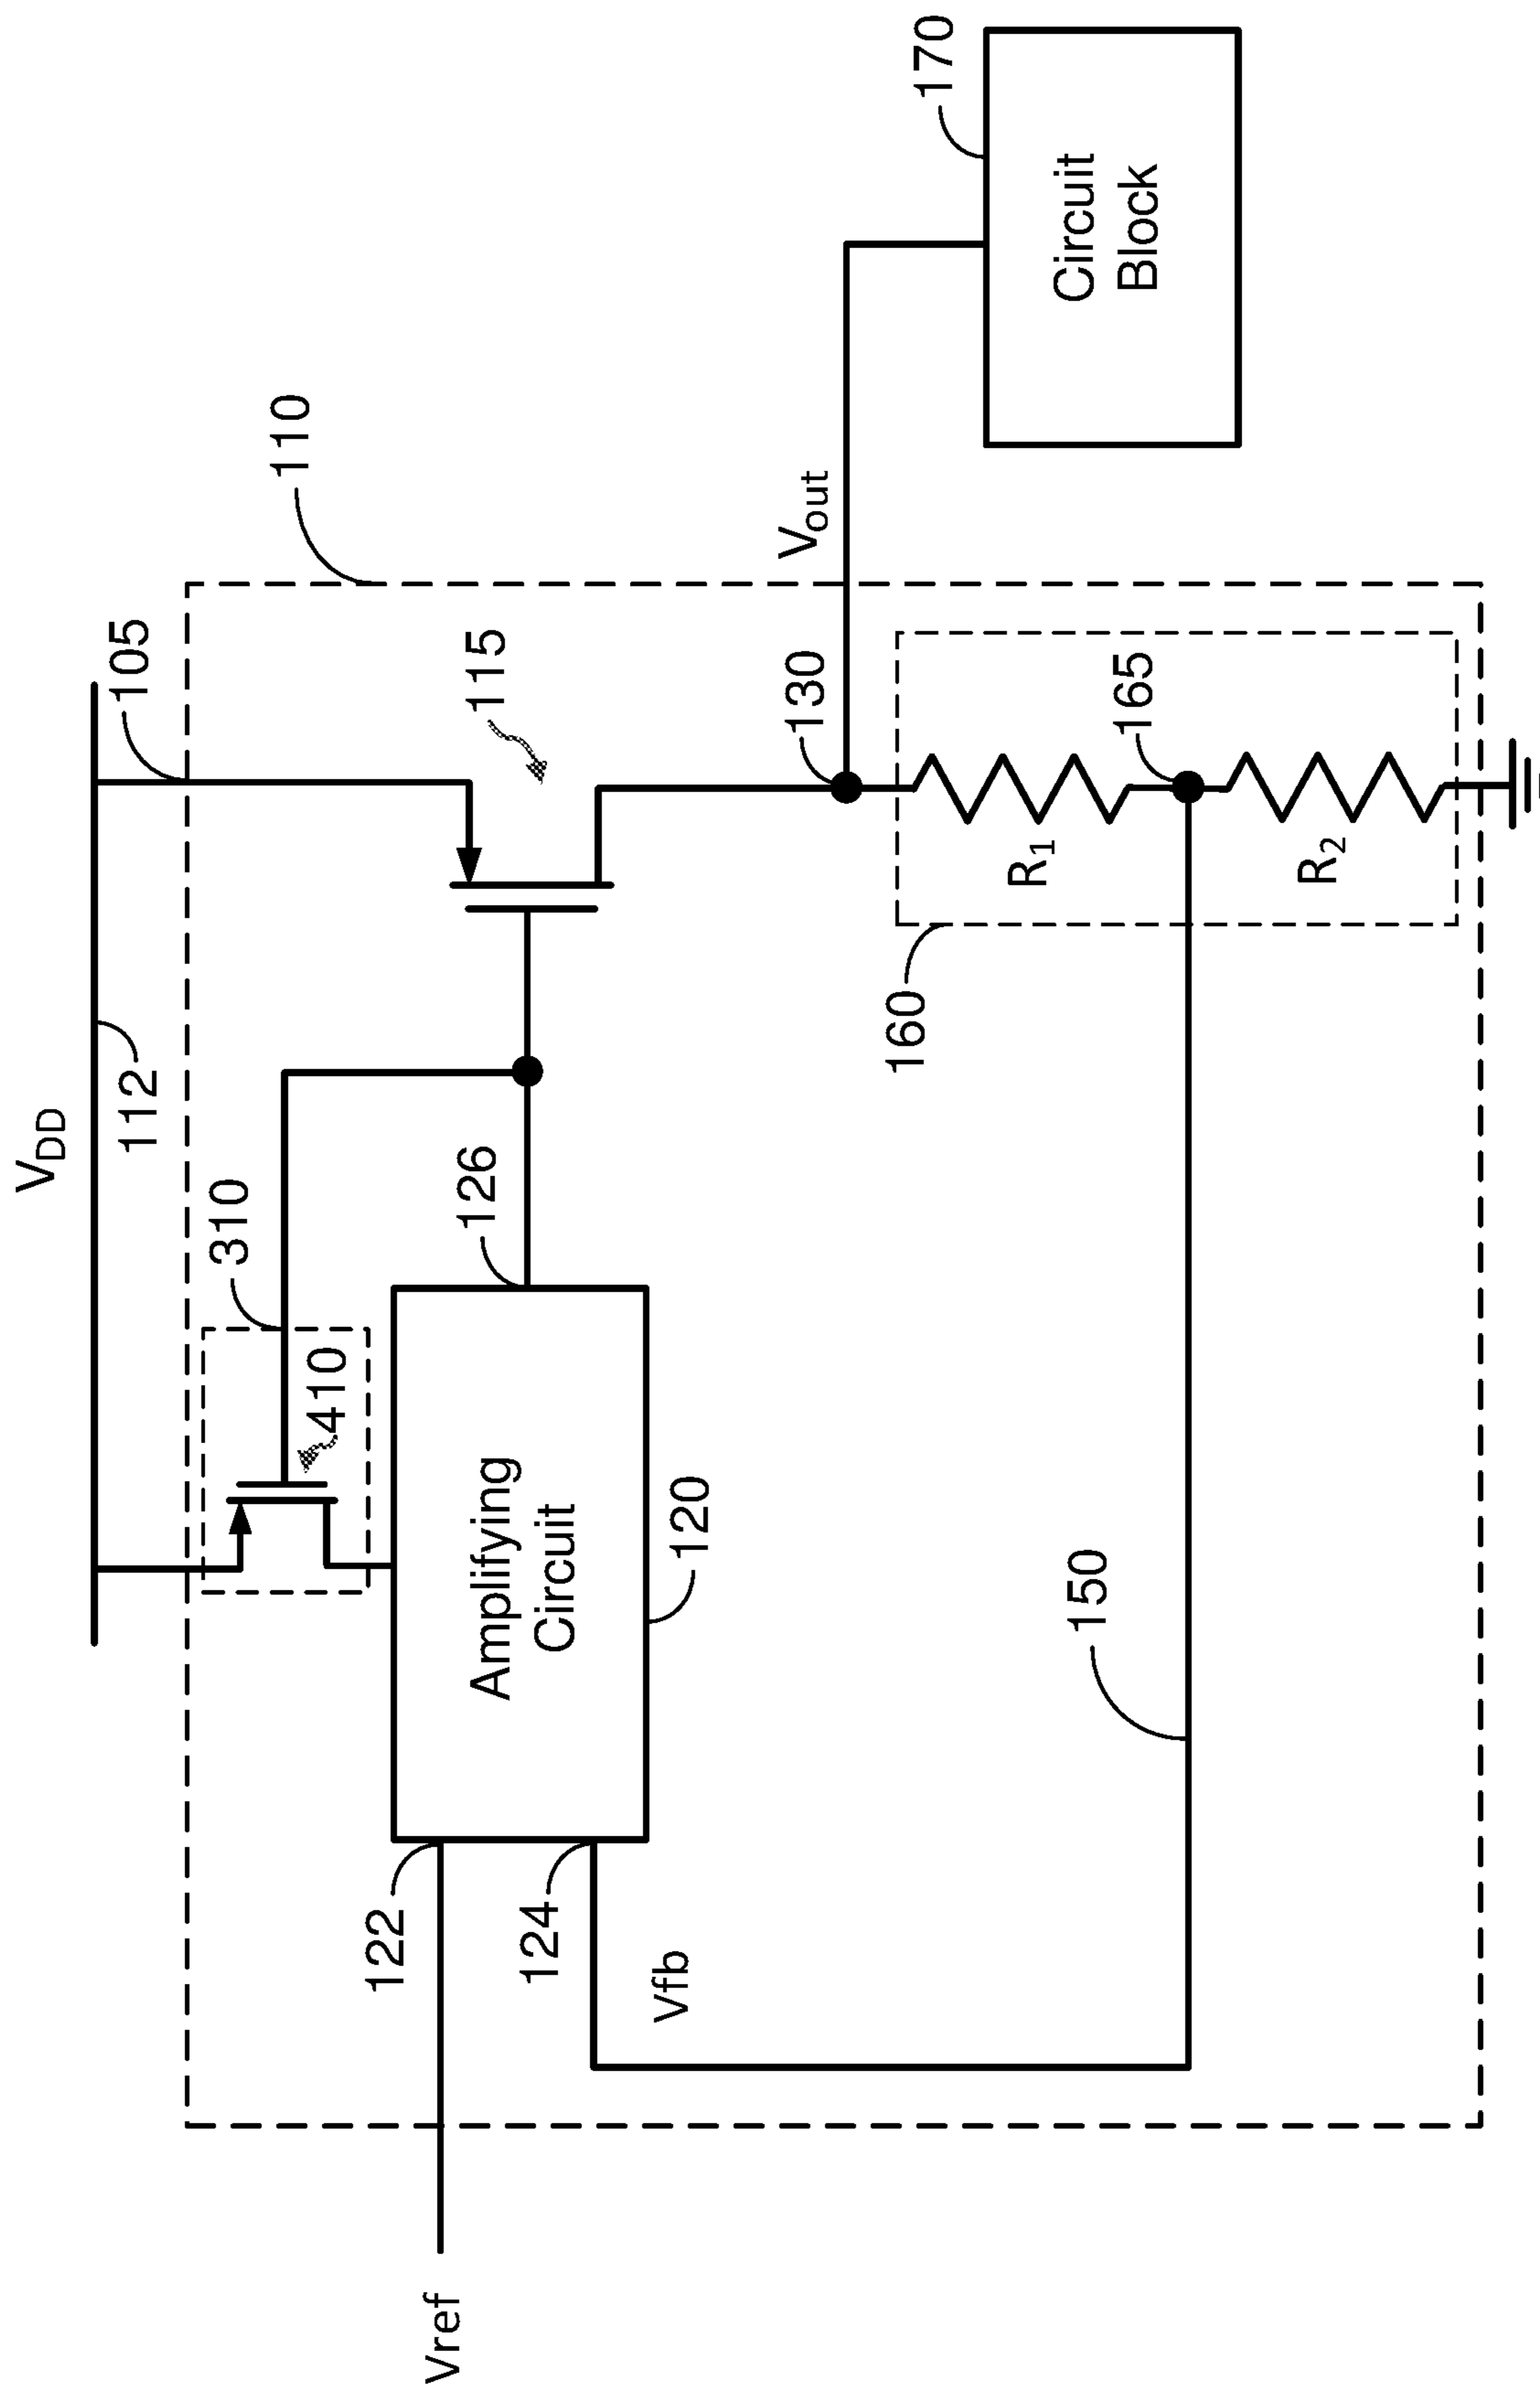 V_DD
112
105
110
310
410
115
126
Amplifying
Circuit
120
122
124
Vref
Vfb
130
V_out
170
Circuit
Block
160
R_1
165
R_2
150